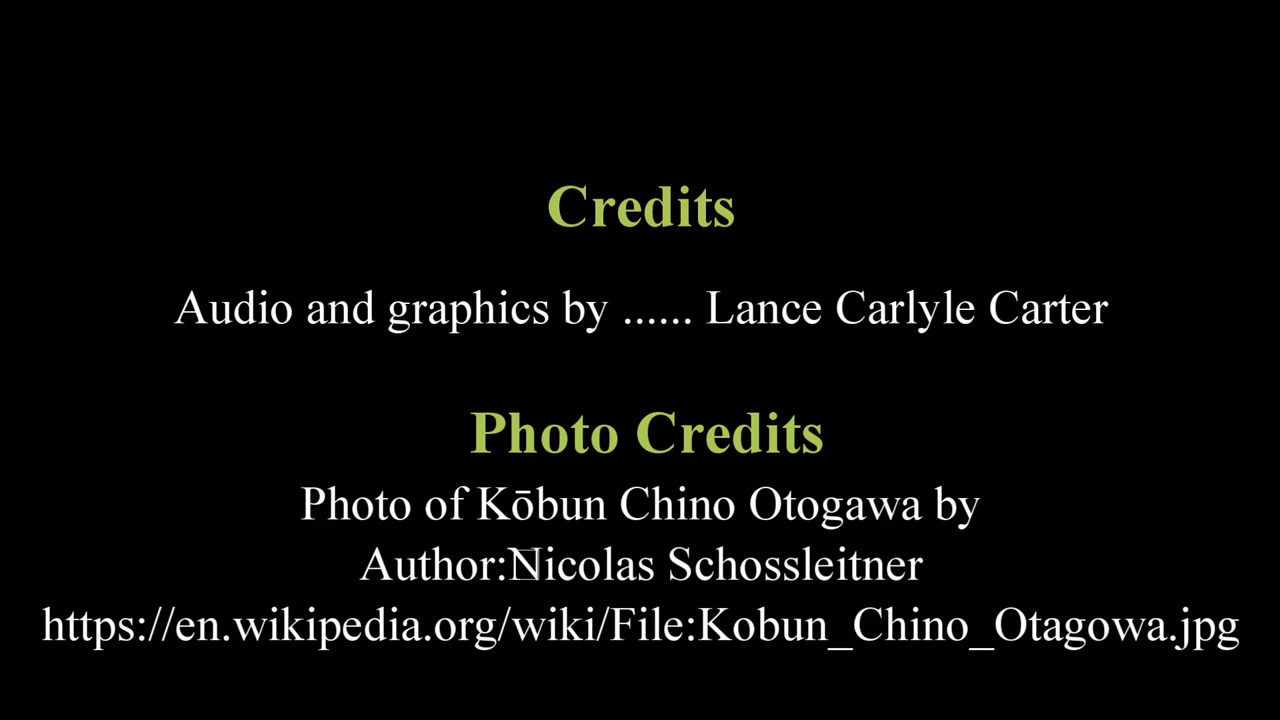 Credits
Audio and graphics by ...... Lance Carlyle Carter
Photo Credits
Photo of Kōbun Chino Otogawa by
Author:Nicolas Schossleitner
https://en.wikipedia.org/wiki/File:Kobun_Chino_Otagowa.jpg